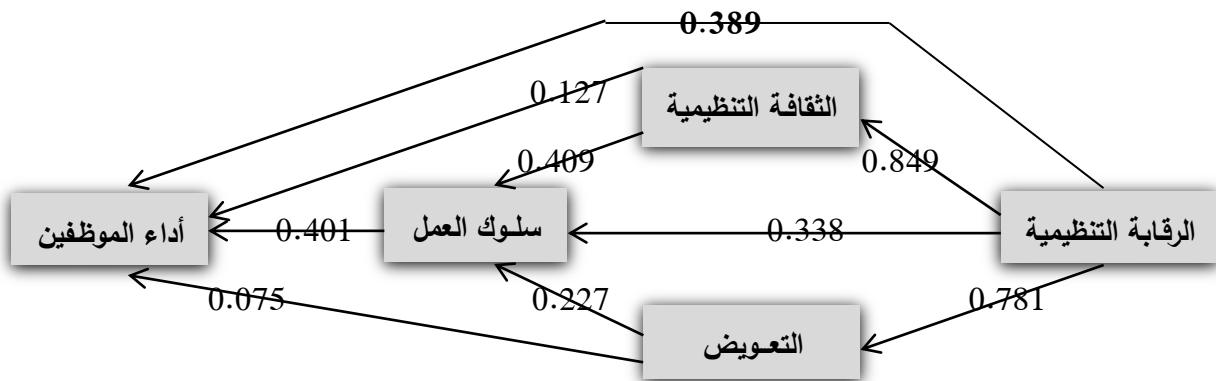 0.389
الثقافة التنظيمية
0.127
0.409
0.849
الرقابة التنظيمية
سلوك العمل
أداء الموظفين
0.338
0.401
0.781
0.227
0.075
التعويض